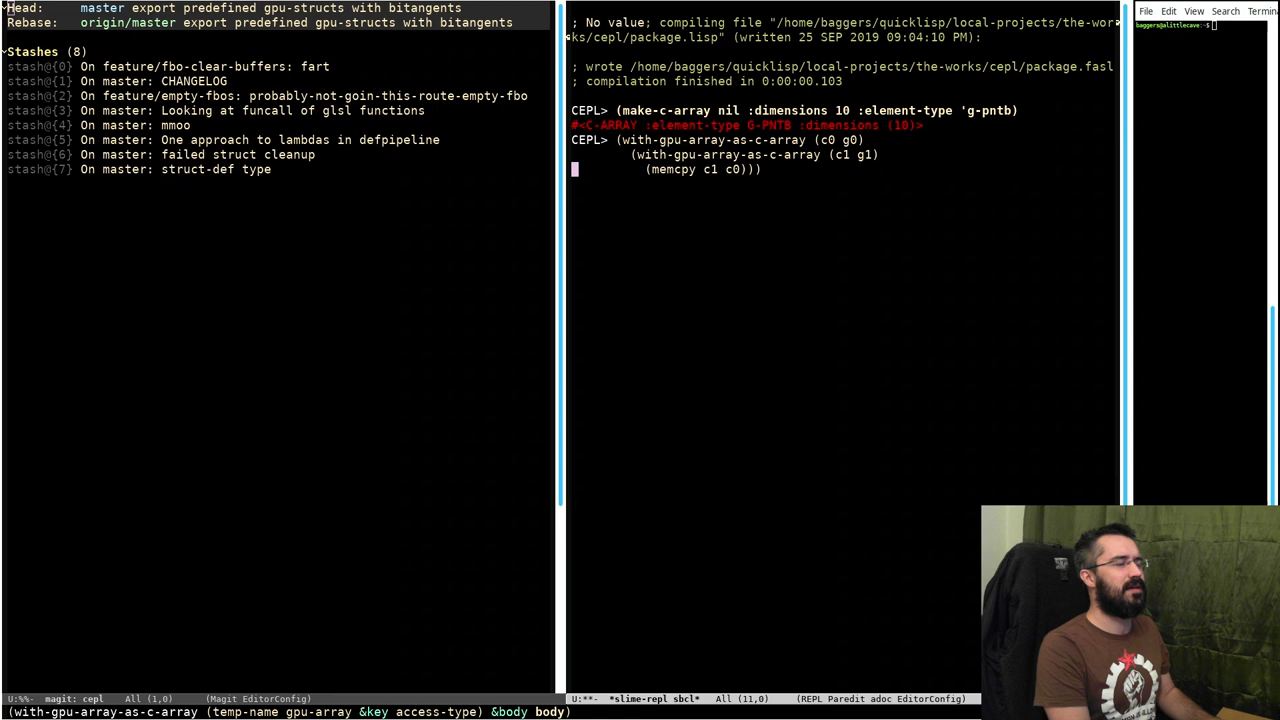 Head:     master export predefined gpu-structs with bitangents
Rebase:   origin/master export predefined gpu-structs with bitangents
Stashes (8)
stash@{0} On feature/fbo-clear-buffers: fart
stash@{1} On master: CHANGELOG
stash@{2} On feature/empty-fbos: probably-not-goin-this-route-empty-fbo
stash@{3} On master: Looking at funcall of glsl functions
stash@{4} On master: mmoo
stash@{5} On master: One approach to lambdas in defpipeline
stash@{6} On master: failed struct cleanup
stash@{7} On master: struct-def type
U:%%-  magit: cepl    All (1,0)      (Magit EditorConfig)
; No value; compiling file "/home/baggers/quicklisp/local-projects/the-wor
ks/cepl/package.lisp" (written 25 SEP 2019 09:04:10 PM):
; wrote /home/baggers/quicklisp/local-projects/the-works/cepl/package.fasl
; compilation finished in 0:00:00.103
CEPL> (make-c-array nil :dimensions 10 :element-type 'g-pntb)
#<C-ARRAY :element-type G-PNTB :dimensions (10)>
CEPL> (with-gpu-array-as-c-array (c0 g0)
        (with-gpu-array-as-c-array (c1 g1)
          (memcpy c1 c0)))
U:**-  *slime-repl sbcl*   All (11,0)     (REPL Paredit adoc EditorConfig)
File  Edit  View  Search  Termin
baggers@alittlecave:~$
(with-gpu-array-as-c-array (temp-name gpu-array &key access-type) &body body)